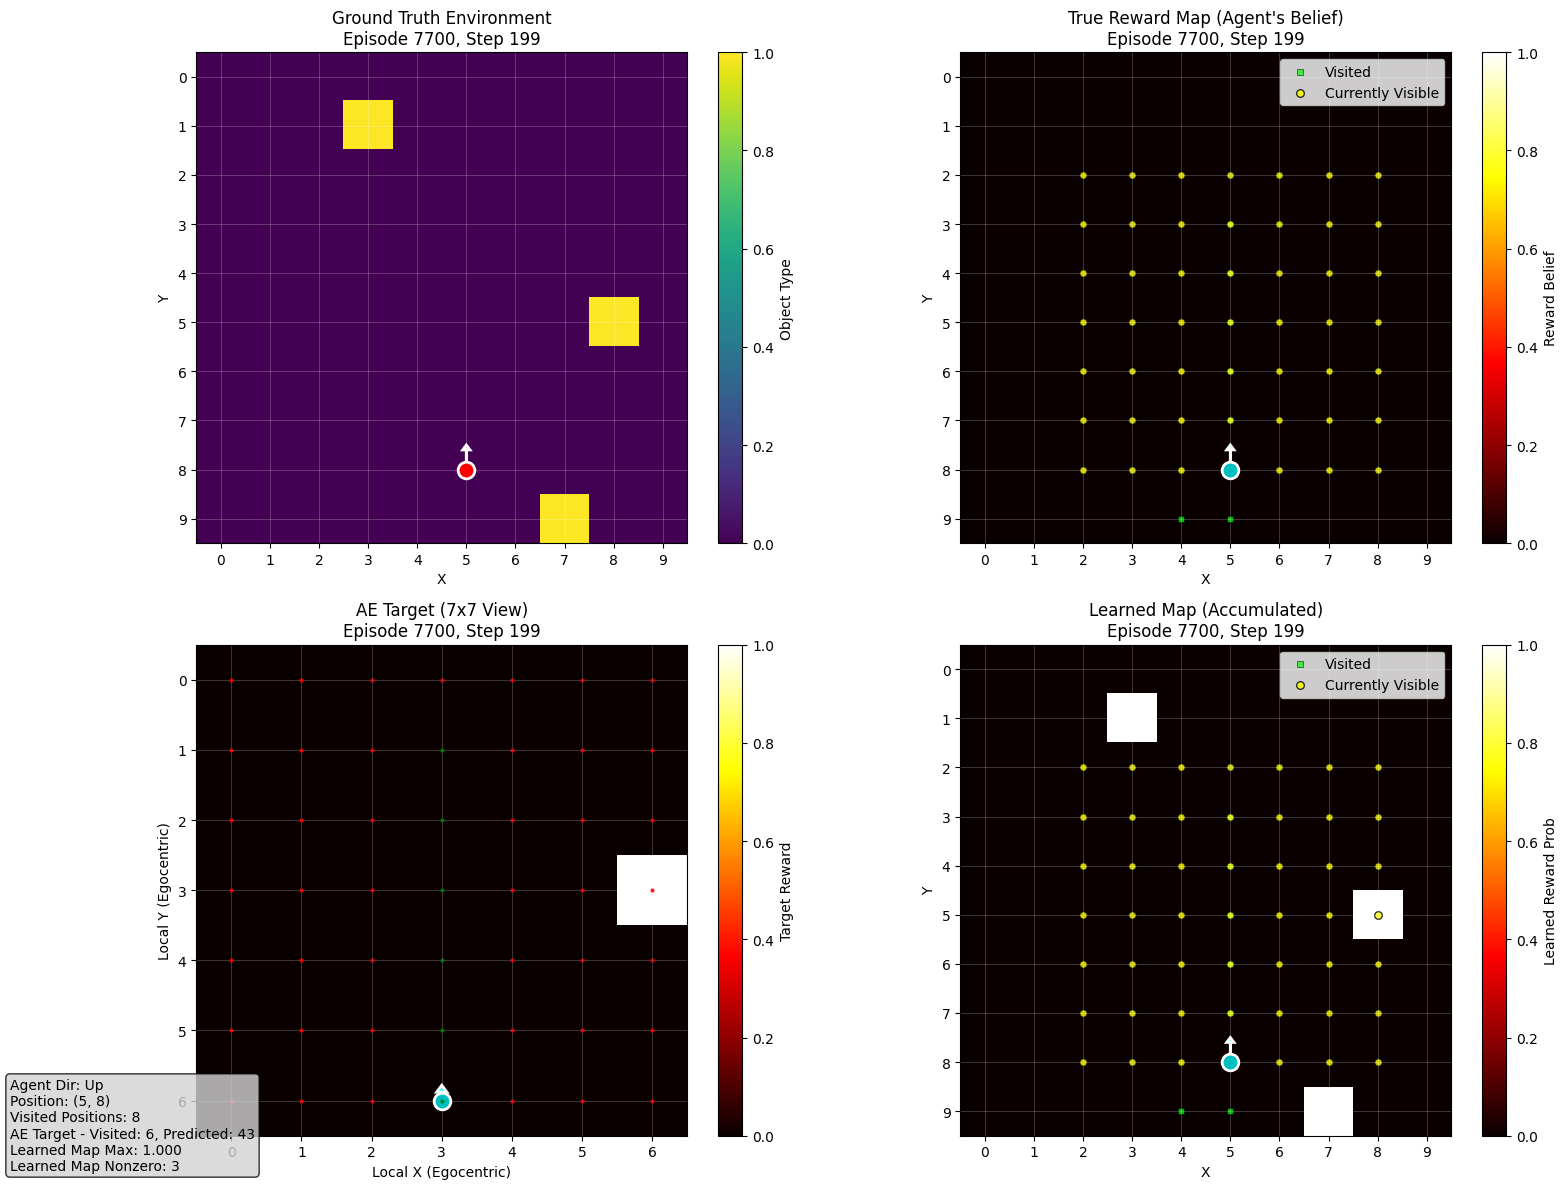 Ground Truth Environment
Episode 7700, Step 199
0
1
2
3
4
5
6
7
8
9
Y
0 1 2 3 4 5 6 7 8 9
X
1.0
0.8
0.6
0.4
0.2
0.0
Object Type
True Reward Map (Agent's Belief)
Episode 7700, Step 199
Visited
Currently Visible
0
1
2
3
4
5
6
7
8
9
Y
0 1 2 3 4 5 6 7 8 9
X
1.0
0.8
0.6
0.4
0.2
0.0
Reward Belief
AE Target (7x7 View)
Episode 7700, Step 199
0
1
2
3
4
5
6
Local Y (Egocentric)
0 1 2 3 4 5 6
Local X (Egocentric)
1.0
0.8
0.6
0.4
0.2
0.0
Target Reward
Agent Dir: Up
Position: (5, 8)
Visited Positions: 8
AE Target - Visited: 6, Predicted: 43
Learned Map Max: 1.000
Learned Map Nonzero: 3
Learned Map (Accumulated)
Episode 7700, Step 199
Visited
Currently Visible
0
1
2
3
4
5
6
7
8
9
Y
0 1 2 3 4 5 6 7 8 9
X
1.0
0.8
0.6
0.4
0.2
0.0
Learned Reward Prob